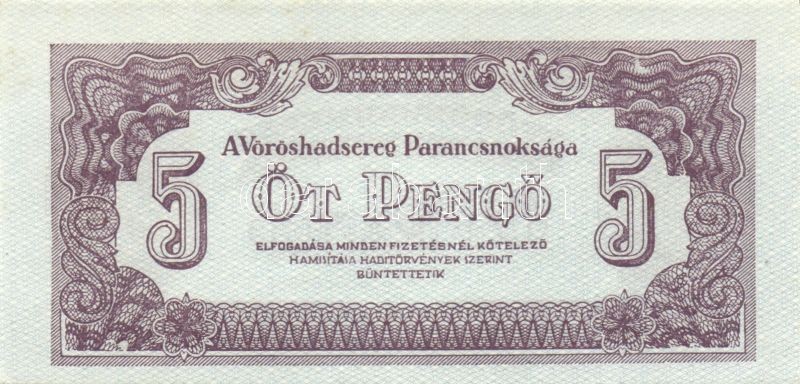 A Vöröshadsereg Parancsnoksága
5 Öt Pengő 5
ELFOGADÁSA MINDEN FIZETÉSNÉL KÖTELEZŐ
HAMISÍTÁSA HADITÖRVÉNYEK SZERINT
BÜNTETTETIK